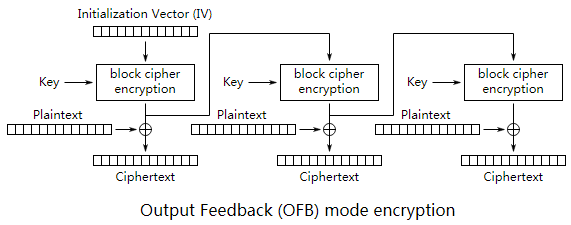 Initialization Vector (IV)
Key
block cipher
encryption
Key
block cipher
encryption
Key
block cipher
encryption
Plaintext
Plaintext
Plaintext
Ciphertext
Ciphertext
Ciphertext
Output Feedback (OFB) mode encryption